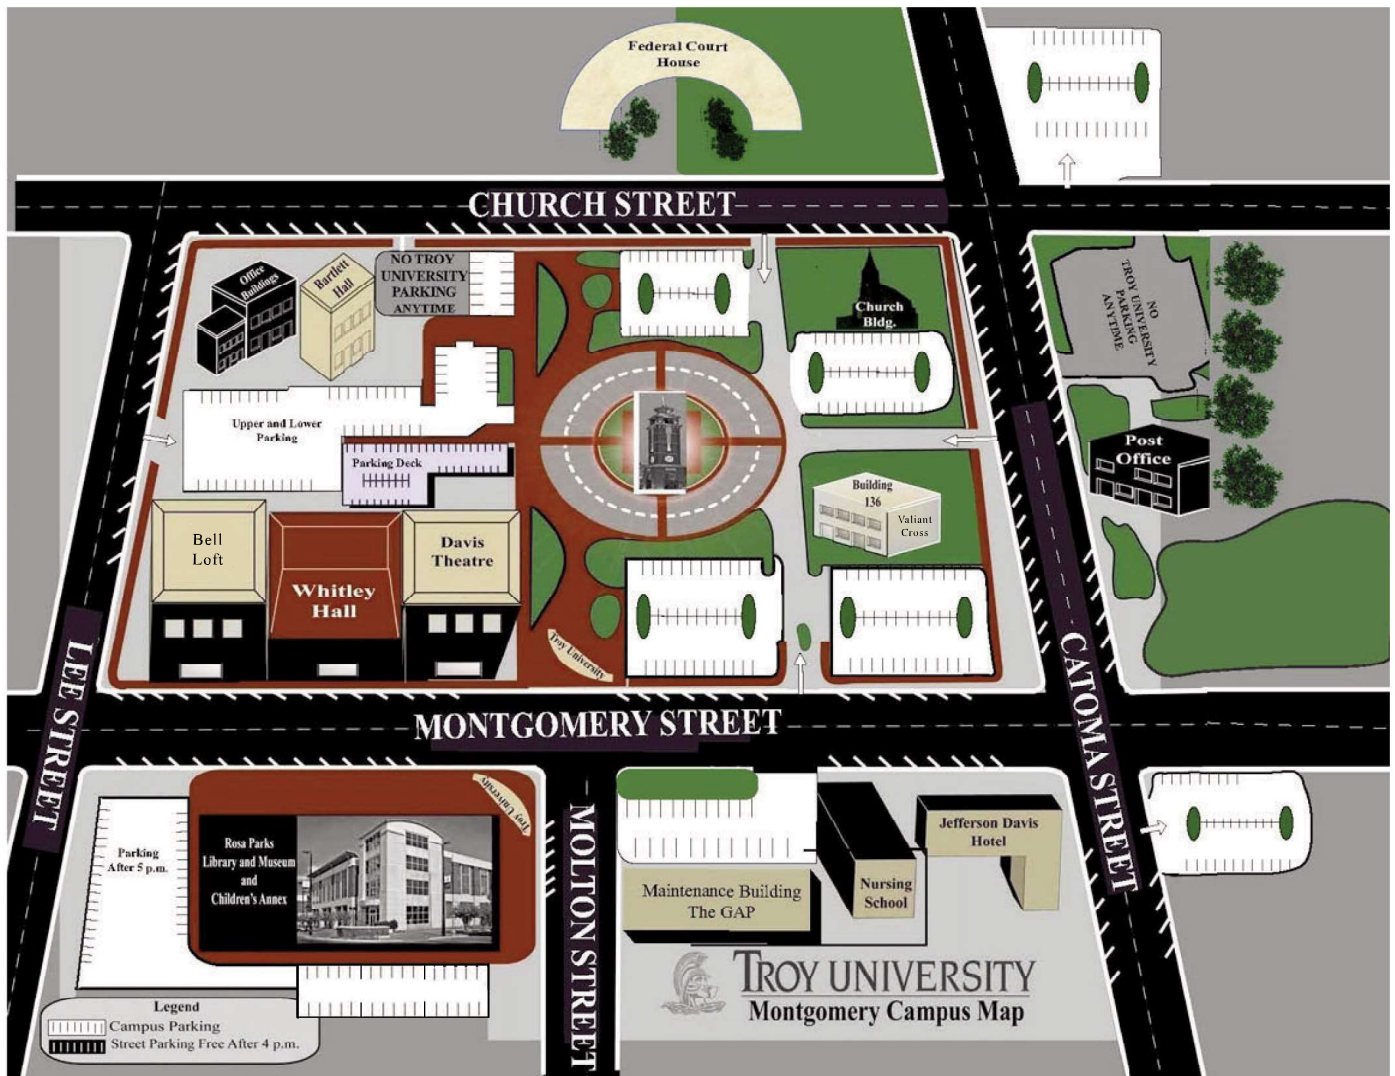 Federal Court
House
CHURCH STREET
Office
Buildings
Bartlett
Hall
NO TROY
UNIVERSITY
PARKING
ANYTIME
Church
Bldg.
NO
TROY UNIVERSITY
PARKING
ANYTIME
Upper and Lower
Parking
Parking Deck
Post
Office
Building
136
Valiant
Cross
Bell
Loft
Whitley
Hall
Davis
Theatre
Troy University
LEE STREET
MONTGOMERY STREET
CATOMA STREET
Parking
After 5 p.m.
Rosa Parks
Library and Museum
and
Children's Annex
Troy University
MOLTON STREET
Maintenance Building
The GAP
Nursing
School
Jefferson Davis
Hotel
TROY UNIVERSITY
Montgomery Campus Map
Legend
Campus Parking
Street Parking Free After 4 p.m.